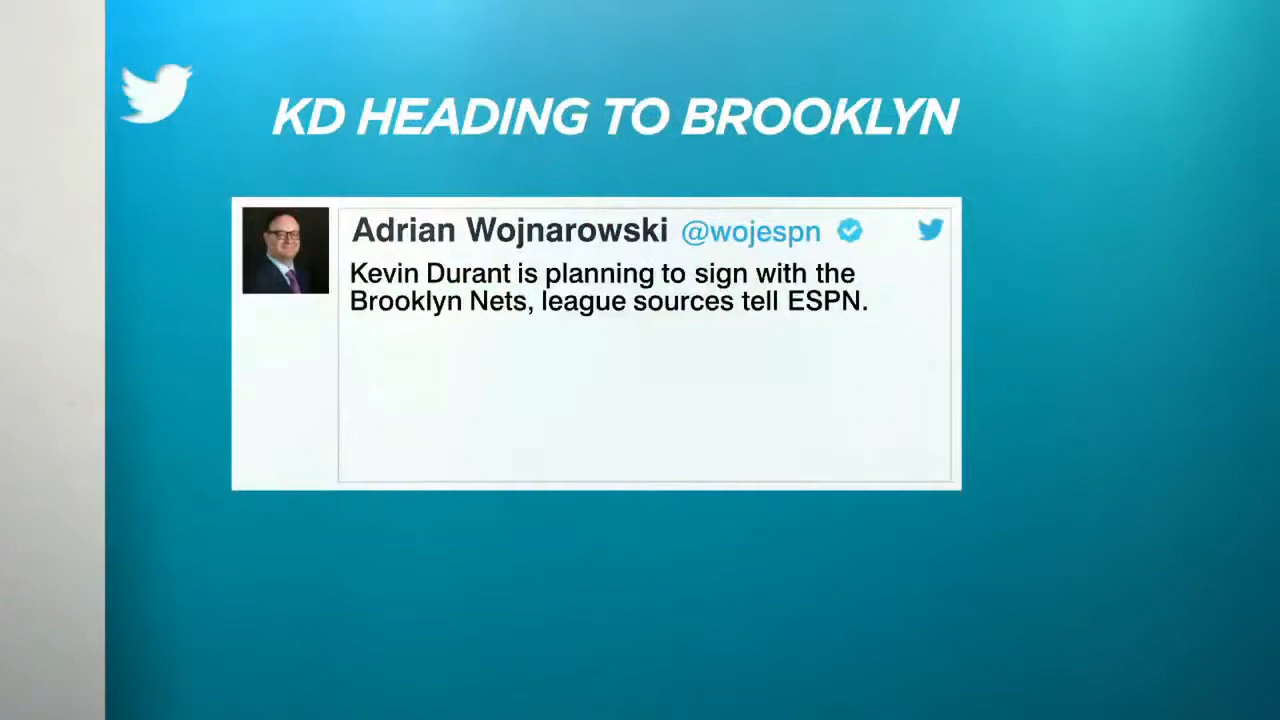 KD HEADING TO BROOKLYN
Adrian Wojnarowski @wojespn
Kevin Durant is planning to sign with the
Brooklyn Nets, league sources tell ESPN.